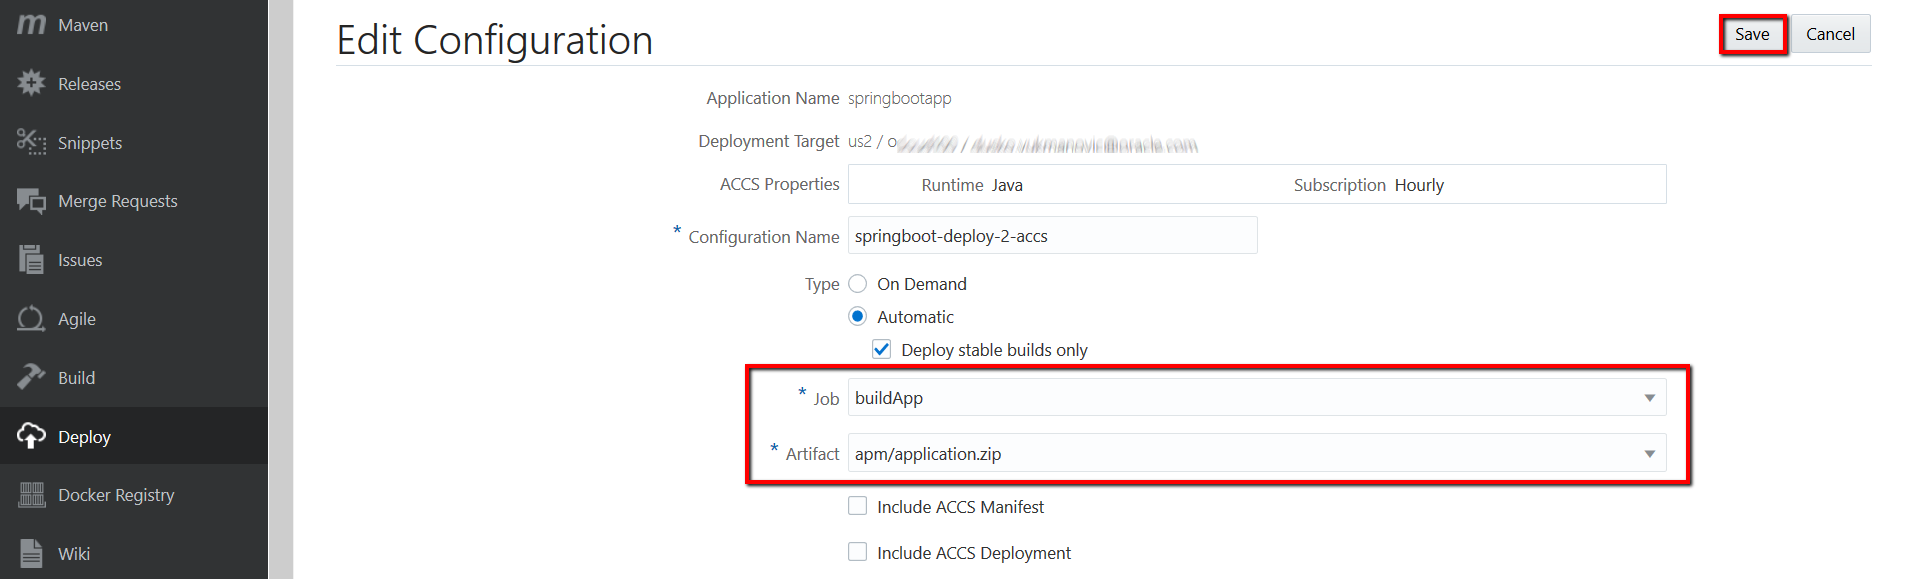 Maven
Releases
Snippets
Merge Requests
Issues
Agile
Build
Deploy
Docker Registry
Wiki
Edit Configuration
Save Cancel
Application Name springbootapp
Deployment Target us2 / o
ACCS Properties Runtime Java Subscription Hourly
* Configuration Name springboot-deploy-2-accs
Type On Demand
Automatic
Deploy stable builds only
* Job buildApp
* Artifact apm/application.zip
Include ACCS Manifest
Include ACCS Deployment